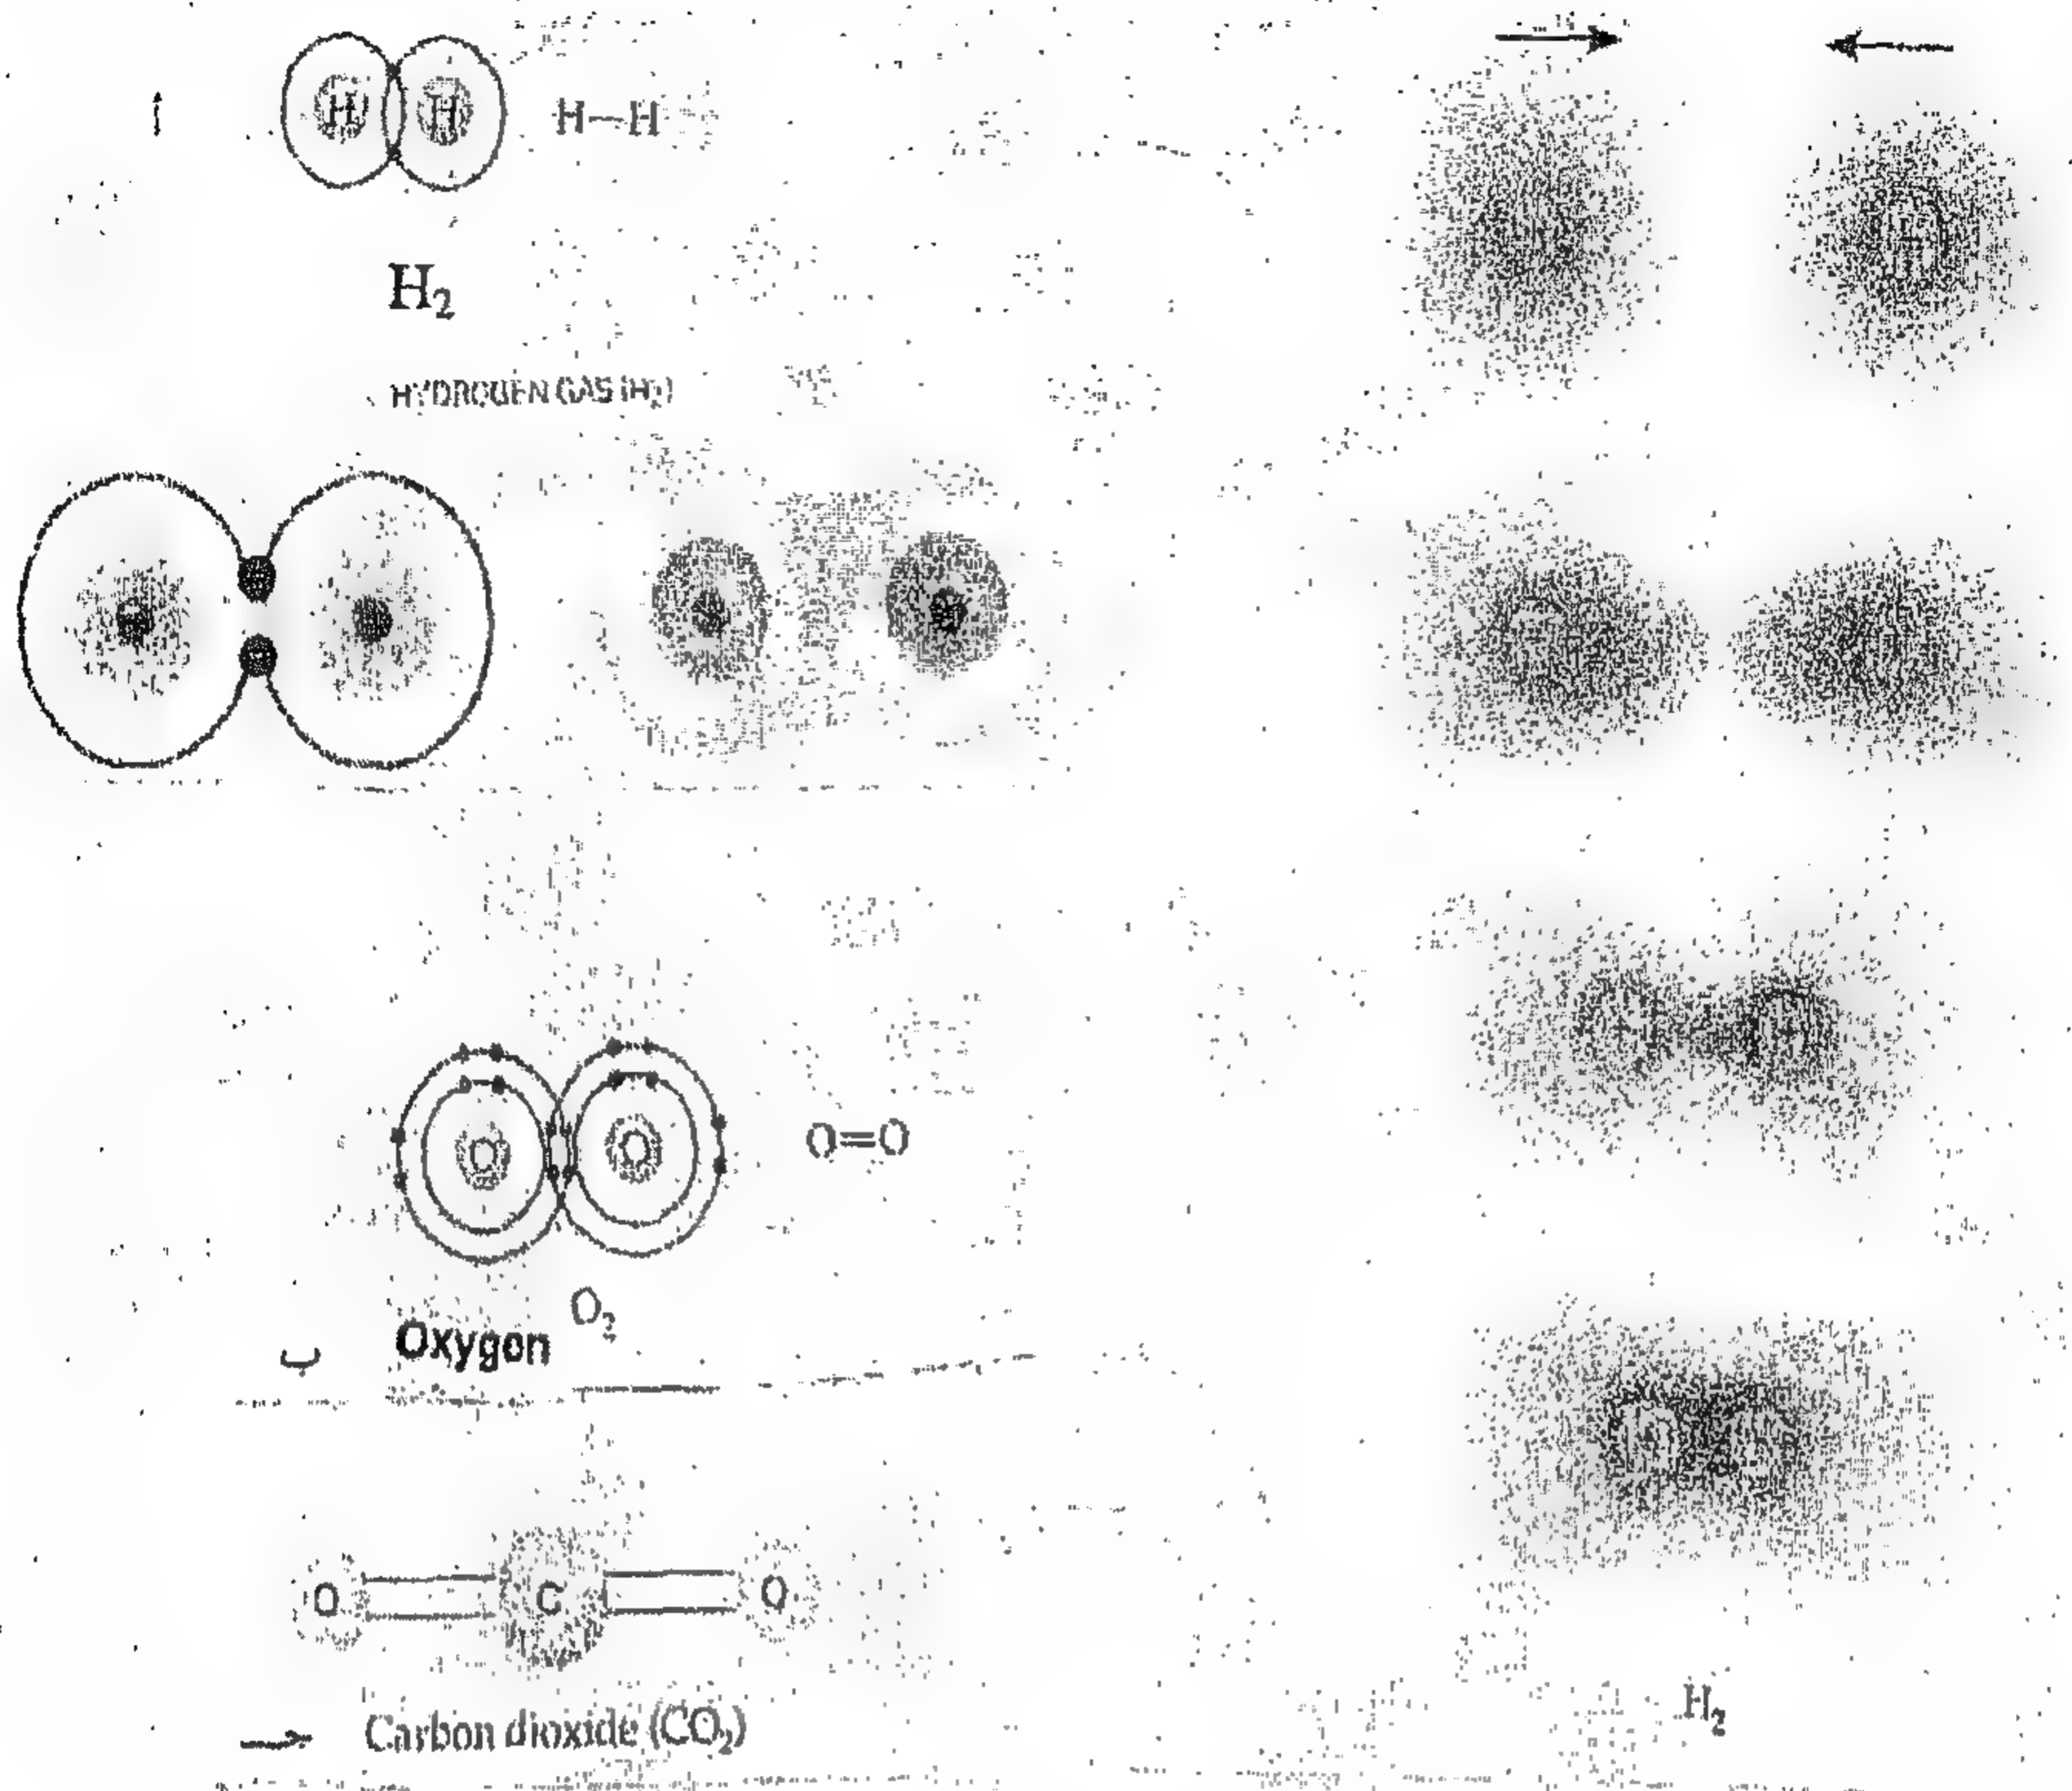 H H H—H
H₂
HYDROGEN GAS (H₂)
O O O=O
O₂
Oxygen
O C O
Carbon dioxide (CO₂)
H₂